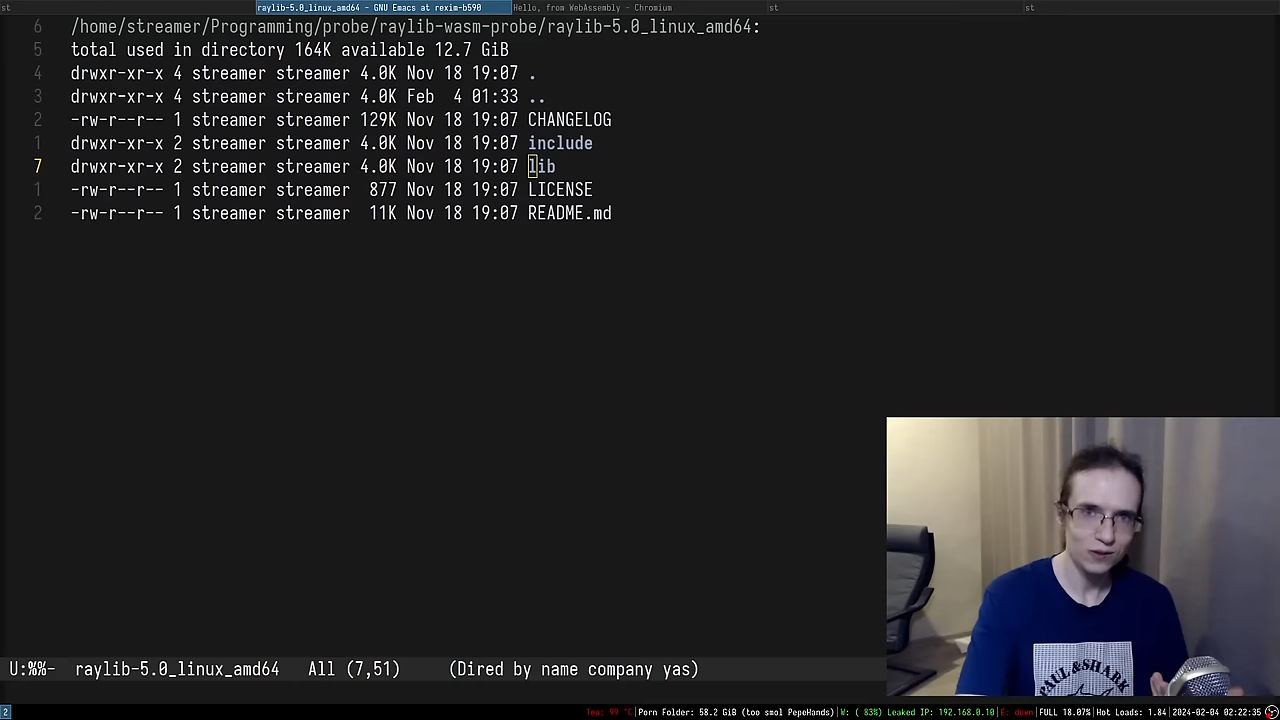 st
raylib-5.0_linux_amd64 - GNU Emacs at rexim-b590
Hello, from WebAssembly - Chromium
st
st
6 /home/streamer/Programming/probe/raylib-wasm-probe/raylib-5.0_linux_amd64:
5 total used in directory 164K available 12.7 GiB
4 drwxr-xr-x 4 streamer streamer 4.0K Nov 18 19:07 .
3 drwxr-xr-x 4 streamer streamer 4.0K Feb  4 01:33 ..
2 -rw-r--r-- 1 streamer streamer 129K Nov 18 19:07 CHANGELOG
1 drwxr-xr-x 2 streamer streamer 4.0K Nov 18 19:07 include
7 drwxr-xr-x 2 streamer streamer 4.0K Nov 18 19:07 lib
1 -rw-r--r-- 1 streamer streamer  877 Nov 18 19:07 LICENSE
2 -rw-r--r-- 1 streamer streamer  11K Nov 18 19:07 README.md
PAUL &SHARK
U:%%-  raylib-5.0_linux_amd64   All (7,51)     (Dired by name company yas)
2
Tea: 99 °C|Porn Folder: 58.2 GiB (too smol PepeHands)|W: ( 83%) Leaked IP: 192.168.0.10|E: down|FULL 18.07%|Hot Loads: 1.84|2024-02-04 02:22:35